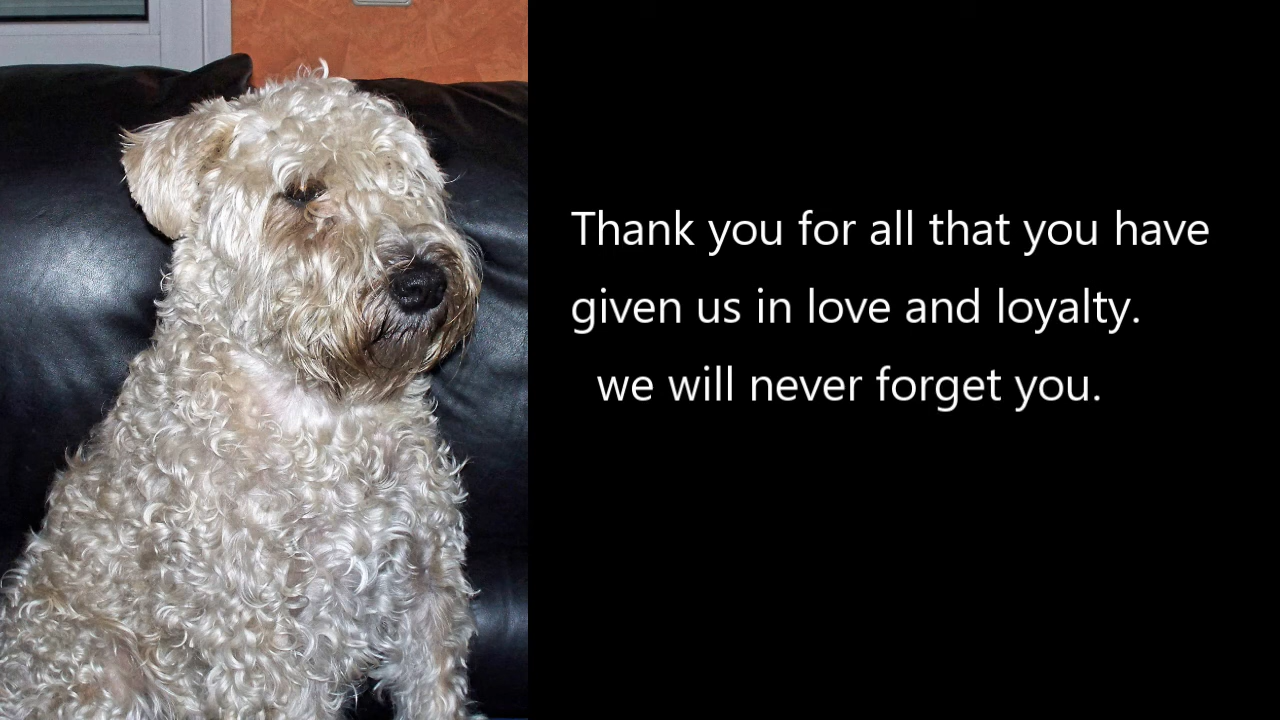 Thank you for all that you have
given us in love and loyalty.
we will never forget you.